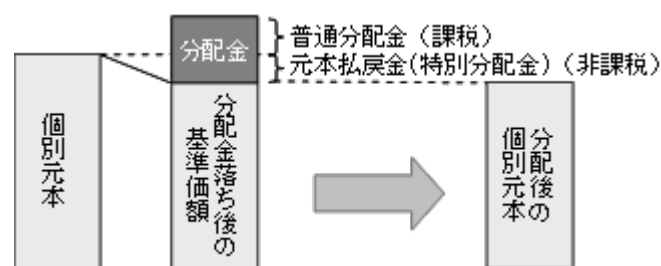 分配金
普通分配金（課税）
元本払戻金(特別分配金)（非課税）
個別元本
分配金落ち後の
基準価額
分配後の
個別元本